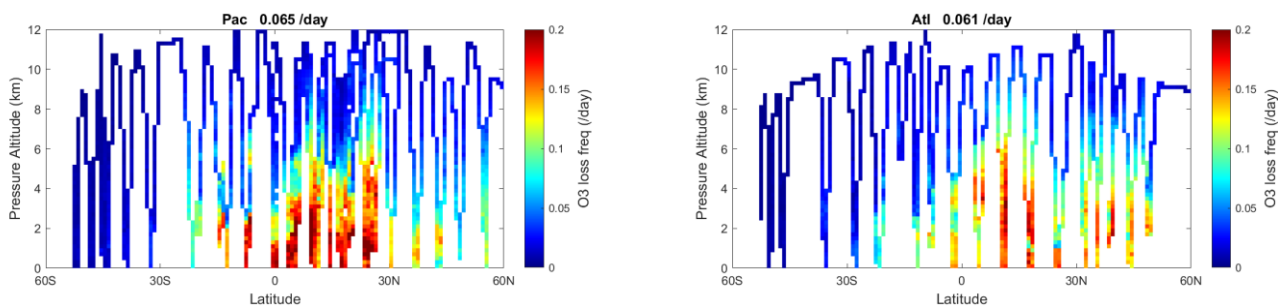 Pac 0.065 /day
12
10
8
6
4
2
0
Pressure Altitude (km)
60S
30S
0
30N
60N
Latitude
0.2
0.15
0.1
0.05
0
O3 loss freq (/day)
Atl 0.061 /day
12
10
8
6
4
2
0
Pressure Altitude (km)
60S
30S
0
30N
60N
Latitude
0.2
0.15
0.1
0.05
0
O3 loss freq (/day)